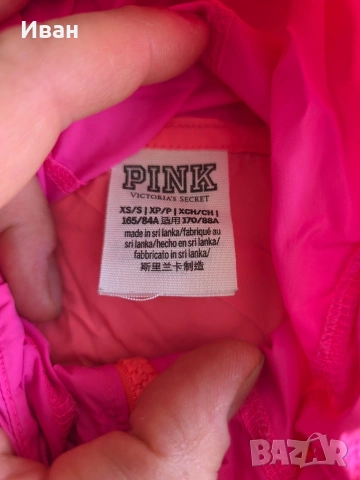 Иван
PINK
VICTORIA'S SECRET
XS/S | XP/P | XCH/CH |
165/84A 适用 170/88A
made in sri lanka/fabriqué au
sri lanka/hecho en sri lanka/
fabbricato in sri lanka/
斯里兰卡制造
BAZAR